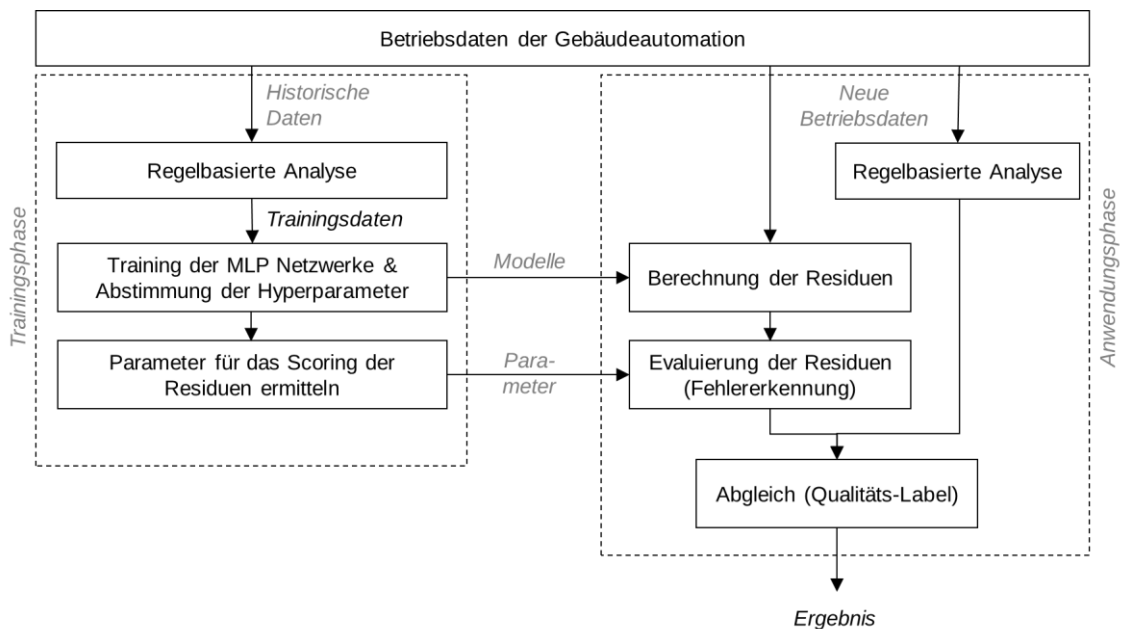 Betriebsdaten der Gebäudeautomation
Trainingsphase
Historische
Daten
Regelbasierte Analyse
Trainingsdaten
Training der MLP Netzwerke &
Abstimmung der Hyperparameter
Parameter für das Scoring der
Residuen ermitteln
Modelle
Para-
meter
Neue
Betriebsdaten
Regelbasierte Analyse
Berechnung der Residuen
Evaluierung der Residuen
(Fehlererkennung)
Abgleich (Qualitäts-Label)
Anwendungsphase
Ergebnis